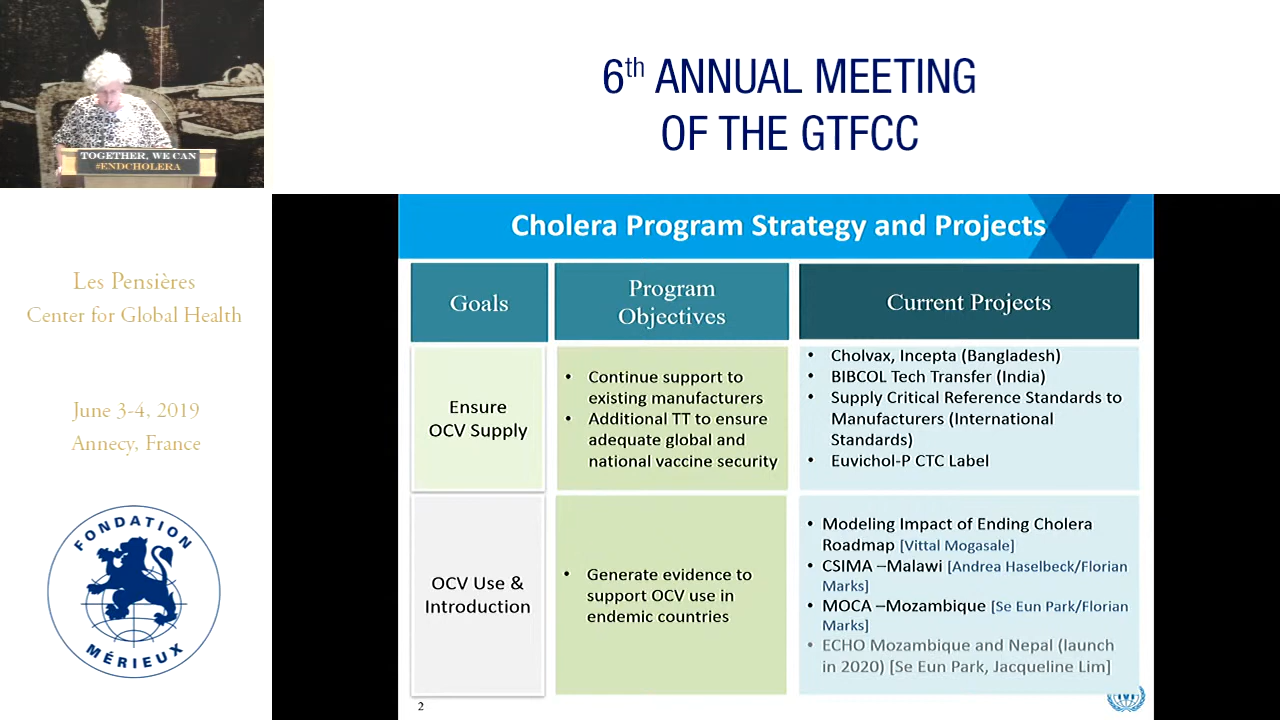 6th ANNUAL MEETING
OF THE GTFCC
TOGETHER, WE CAN
#ENDCHOLERA
Les Pensières
Center for Global Health
June 3-4, 2019
Annecy, France
FONDATION
MÉRIEUX
Cholera Program Strategy and Projects
Goals
Program
Objectives
Current Projects
Ensure
OCV Supply
• Continue support to
existing manufacturers
• Additional TT to ensure
adequate global and
national vaccine security
• Cholvax, Incepta (Bangladesh)
• BIBCOL Tech Transfer (India)
• Supply Critical Reference Standards to
Manufacturers (International
Standards)
• Euvichol-P CTC Label
OCV Use &
Introduction
• Generate evidence to
support OCV use in
endemic countries
• Modeling Impact of Ending Cholera
Roadmap [Vittal Mogasale]
• CSIMA –Malawi [Andrea Haselbeck/Florian
Marks]
• MOCA –Mozambique [Se Eun Park/Florian
Marks]
• ECHO Mozambique and Nepal (launch
in 2020) [Se Eun Park, Jacqueline Lim]
2
IVI